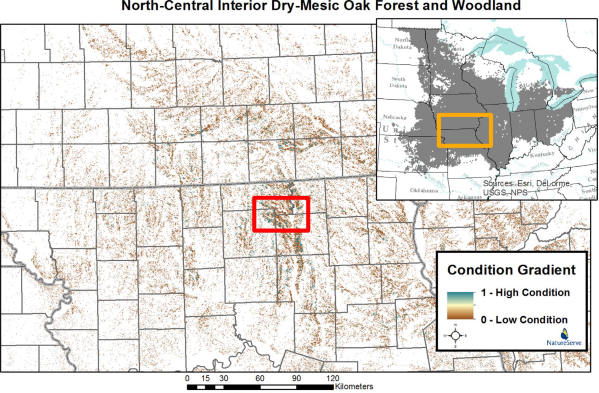 North-Central Interior Dry-Mesic Oak Forest and Woodland
North
Dakota
South
Dakota
Nebraska
Kentucky
Oklahoma
Arkansas
Sources: Esri, DeLorme,
USGS, NPS
Condition Gradient
1 - High Condition
0 - Low Condition
NatureServe
0 15 30 60 90 120
Kilometers